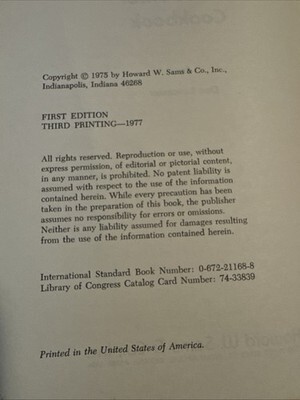 Cookbook
Copyright © 1975 by Howard W. Sams & Co., Inc.,
Indianapolis, Indiana 46268
FIRST EDITION
THIRD PRINTING—1977
All rights reserved. Reproduction or use, without
express permission, of editorial or pictorial content,
in any manner, is prohibited. No patent liability is
assumed with respect to the use of the information
contained herein. While every precaution has been
taken in the preparation of this book, the publisher
assumes no responsibility for errors or omissions.
Neither is any liability assumed for damages resulting
from the use of the information contained herein.
International Standard Book Number: 0-672-21168-8
Library of Congress Catalog Card Number: 74-33839
Printed in the United States of America.